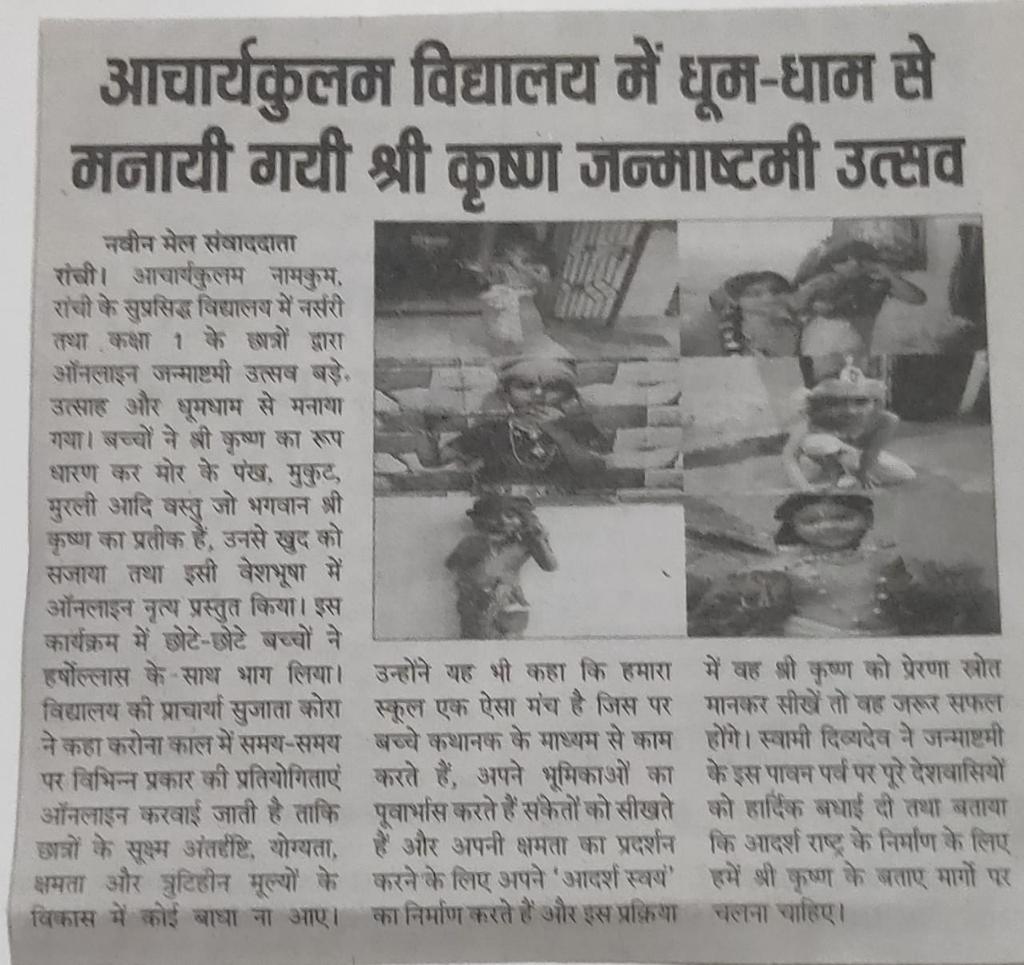 आचार्यकुलम विद्यालय में धूम-धाम से
मनायी गयी श्री कृष्ण जन्माष्टमी उत्सव
नवीन मेल संवाददाता
रांची। आचार्यकुलम नामकुम,
रांची के सुप्रसिद्ध विद्यालय में नर्सरी
तथा कक्षा 1 के छात्रों द्वारा
ऑनलाइन जन्माष्टमी उत्सव बड़े
उत्साह और धूमधाम से मनाया
गया। बच्चों ने श्री कृष्ण का रूप
धारण कर मोर के पंख, मुकुट,
मुरली आदि वस्तु जो भगवान श्री
कृष्ण का प्रतीक हैं, उनसे खुद को
सजाया तथा इसी वेशभूषा में
ऑनलाइन नृत्य प्रस्तुत किया। इस
कार्यक्रम में छोटे-छोटे बच्चों ने
हर्षोल्लास के साथ भाग लिया।
विद्यालय की प्राचार्या सुजाता कोरा
ने कहा करोना काल में समय-समय
पर विभिन्न प्रकार की प्रतियोगिताएं
ऑनलाइन करवाई जाती है ताकि
छात्रों के सूक्ष्म अंतर्दृष्टि, योग्यता,
क्षमता और त्रुटिहीन मूल्यों के
विकास में कोई बाधा ना आए।
उन्होंने यह भी कहा कि हमारा
स्कूल एक ऐसा मंच है जिस पर
बच्चे कथानक के माध्यम से काम
करते हैं, अपने भूमिकाओं का
पूवार्भास करते हैं संकेतों को सीखते
हैं और अपनी क्षमता का प्रदर्शन
करने के लिए अपने 'आदर्श स्वयं'
का निर्माण करते हैं और इस प्रक्रिया
में वह श्री कृष्ण को प्रेरणा स्रोत
मानकर सीखें तो वह जरूर सफल
होंगे। स्वामी दिव्यदेव ने जन्माष्टमी
के इस पावन पर्व पर पूरे देशवासियों
को हार्दिक बधाई दी तथा बताया
कि आदर्श राष्ट्र के निर्माण के लिए
हमें श्री कृष्ण के बताए मार्गो पर
चलना चाहिए।